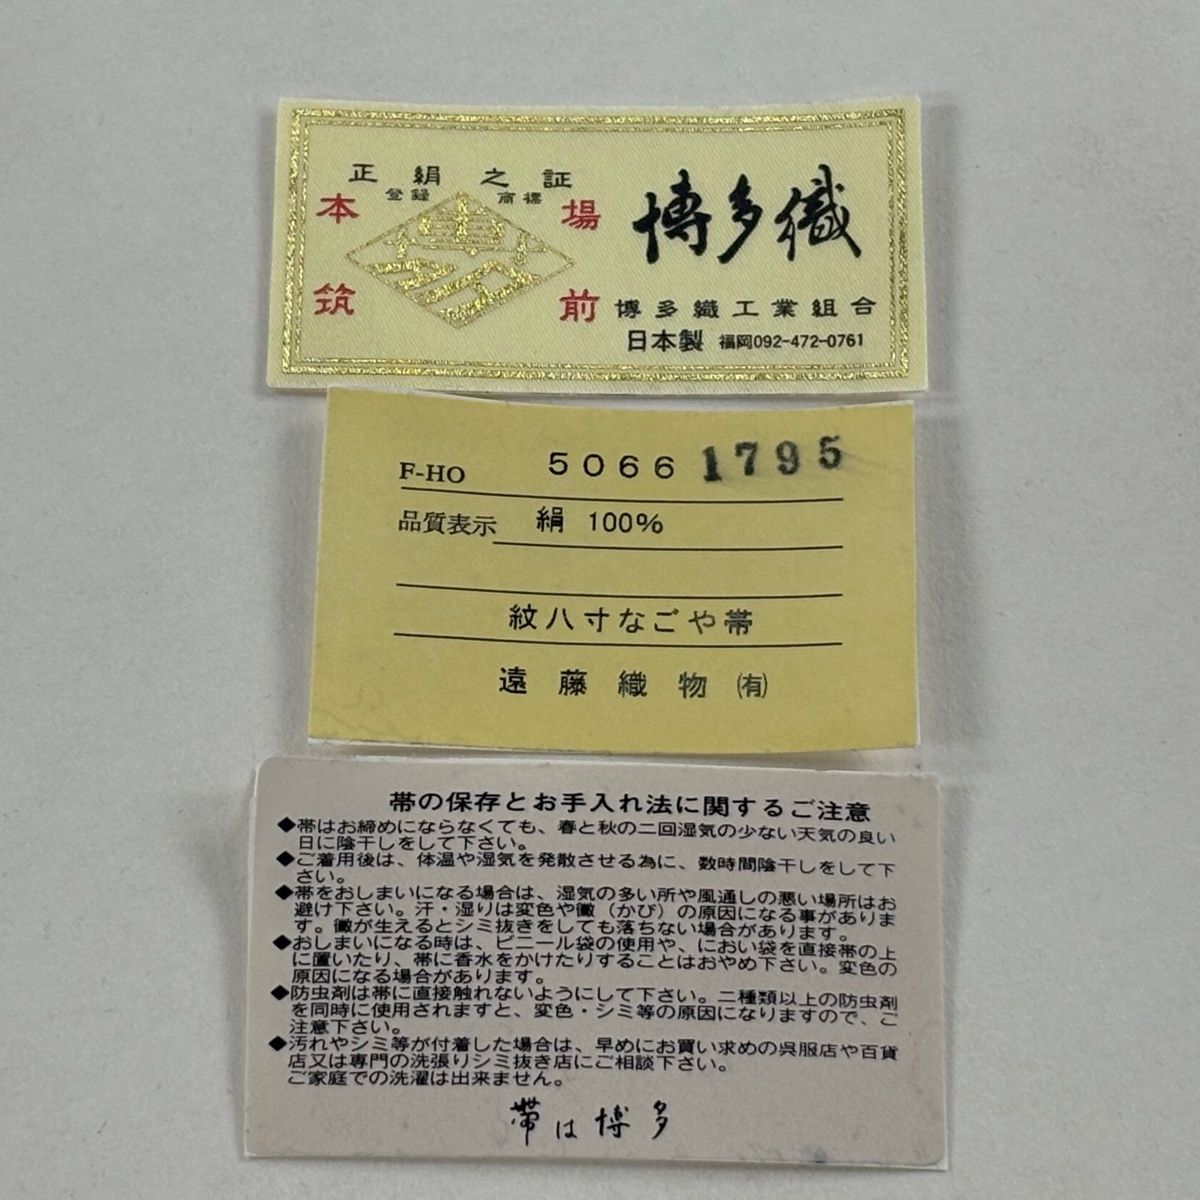 正絹之証
登録 商標
本 場
筑 前
博多織
博多織工業組合
日本製 福岡092-472-0761
F-HO 5066 1795
品質表示 絹 100%
紋八寸なごや帯
遠藤織物㈲
帯の保存とお手入れ法に関するご注意
◆帯はお締めにならなくても、春と秋の二回湿気の少ない天気の良い
日に陰干しをして下さい。
◆ご着用後は、体温や湿気を発散させる為に、数時間陰干しをして下
さい。
◆帯をおしまいになる場合は、湿気の多い所や風通しの悪い場所はお
避け下さい。汗・湿りは変色や黴（かび）の原因になる事がありま
す。黴が生えるとシミ抜きをしても落ちない場合があります。
◆おしまいになる時は、ビニール袋の使用や、におい袋を直接帯の上
に置いたり、帯に香水をかけたりすることはおやめ下さい。変色の
原因になる場合があります。
◆防虫剤は帯に直接触れないようにして下さい。二種類以上の防虫剤
を同時に使用されますと、変色・シミ等の原因になりますので、ご
注意下さい。
◆汚れやシミ等が付着した場合は、早めにお買い求めの呉服店や百貨
店又は専門の洗張りシミ抜き店にご相談下さい。
ご家庭での洗濯は出来ません。
帯は博多